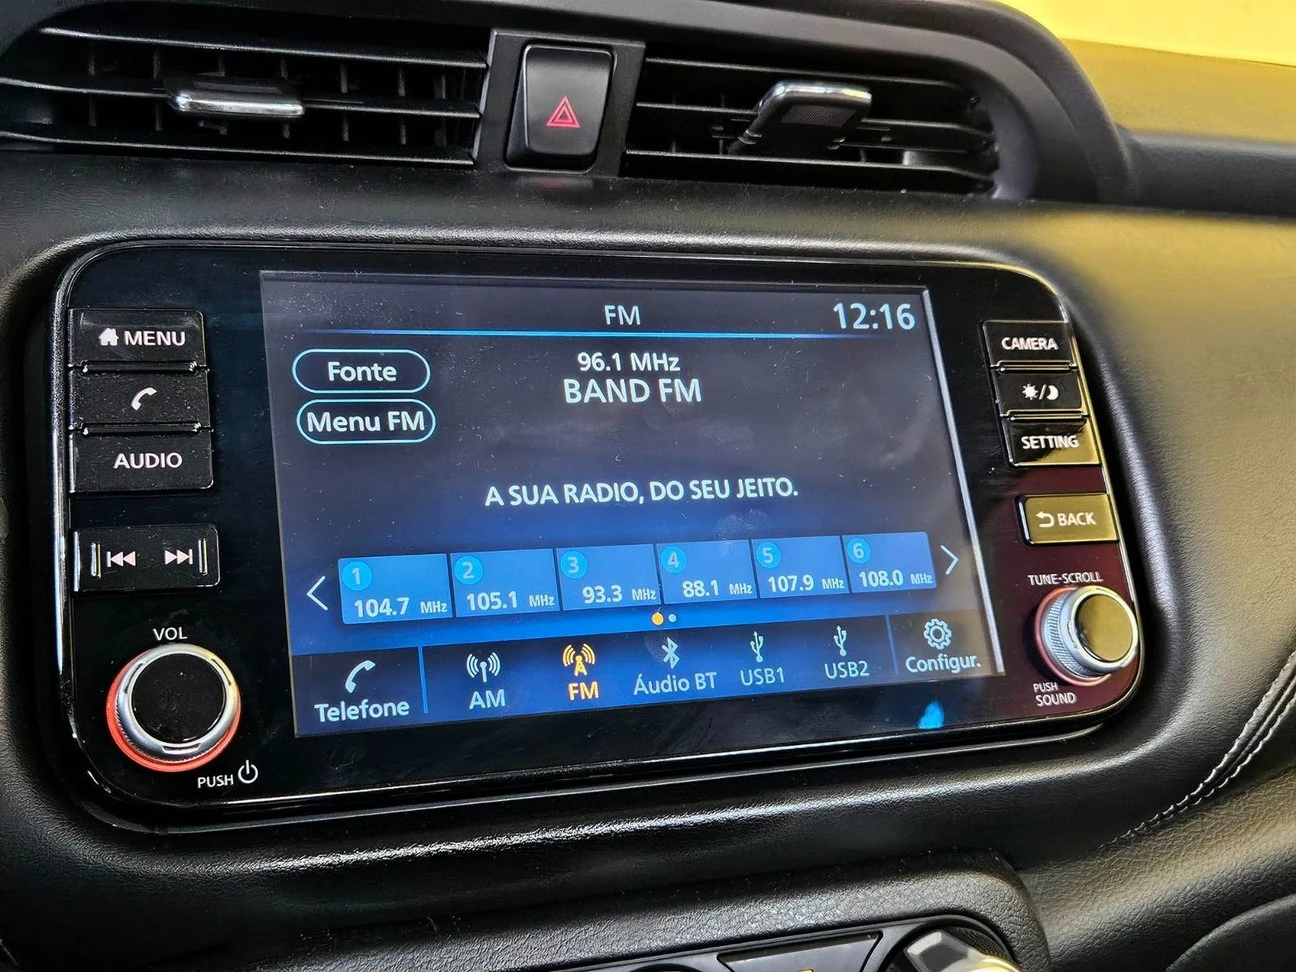 MENU
AUDIO
VOL
PUSH
FM
12:16
Fonte
96.1 MHz
Menu FM
BAND FM
A SUA RADIO, DO SEU JEITO.
1
104.7 MHz
2
105.1 MHz
3
93.3 MHz
4
88.1 MHz
5
107.9 MHz
6
108.0 MHz
Telefone
AM
FM
Áudio BT
USB1
USB2
Configur.
CAMERA
SETTING
BACK
TUNE-SCROLL
PUSH
SOUND